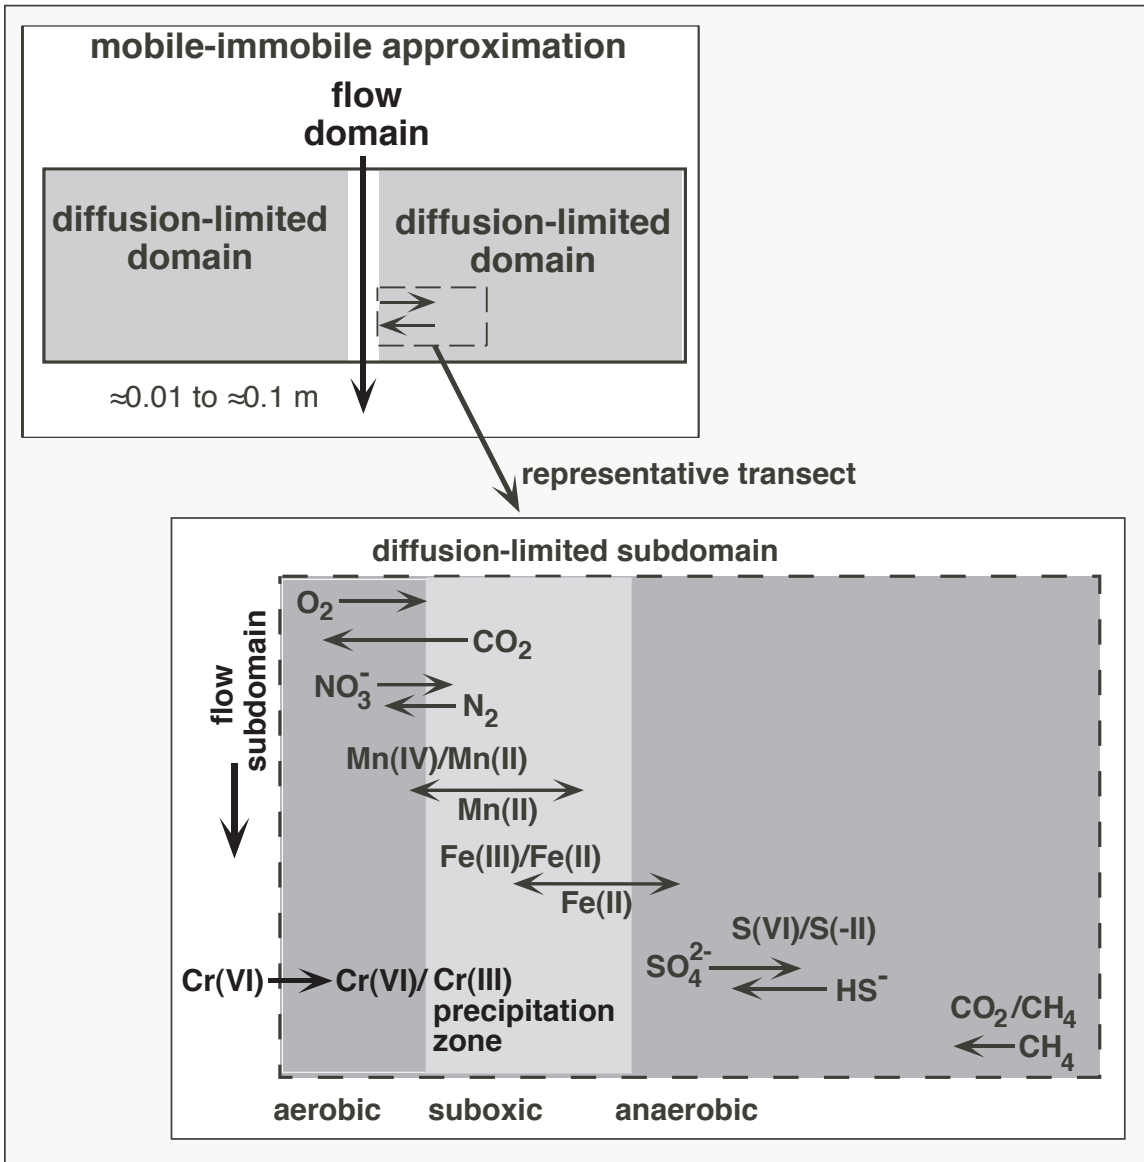 mobile-immobile approximation
flow
domain
diffusion-limited
domain
diffusion-limited
domain
≈0.01 to ≈0.1 m
representative transect
diffusion-limited subdomain
flow
subdomain
O₂
CO₂
NO₃⁻
N₂
Mn(IV)/Mn(II)
Mn(II)
Fe(III)/Fe(II)
Fe(II)
S(VI)/S(-II)
SO₄²⁻
HS⁻
Cr(VI)
Cr(VI)/
Cr(III)
precipitation
zone
CO₂/CH₄
CH₄
aerobic
suboxic
anaerobic